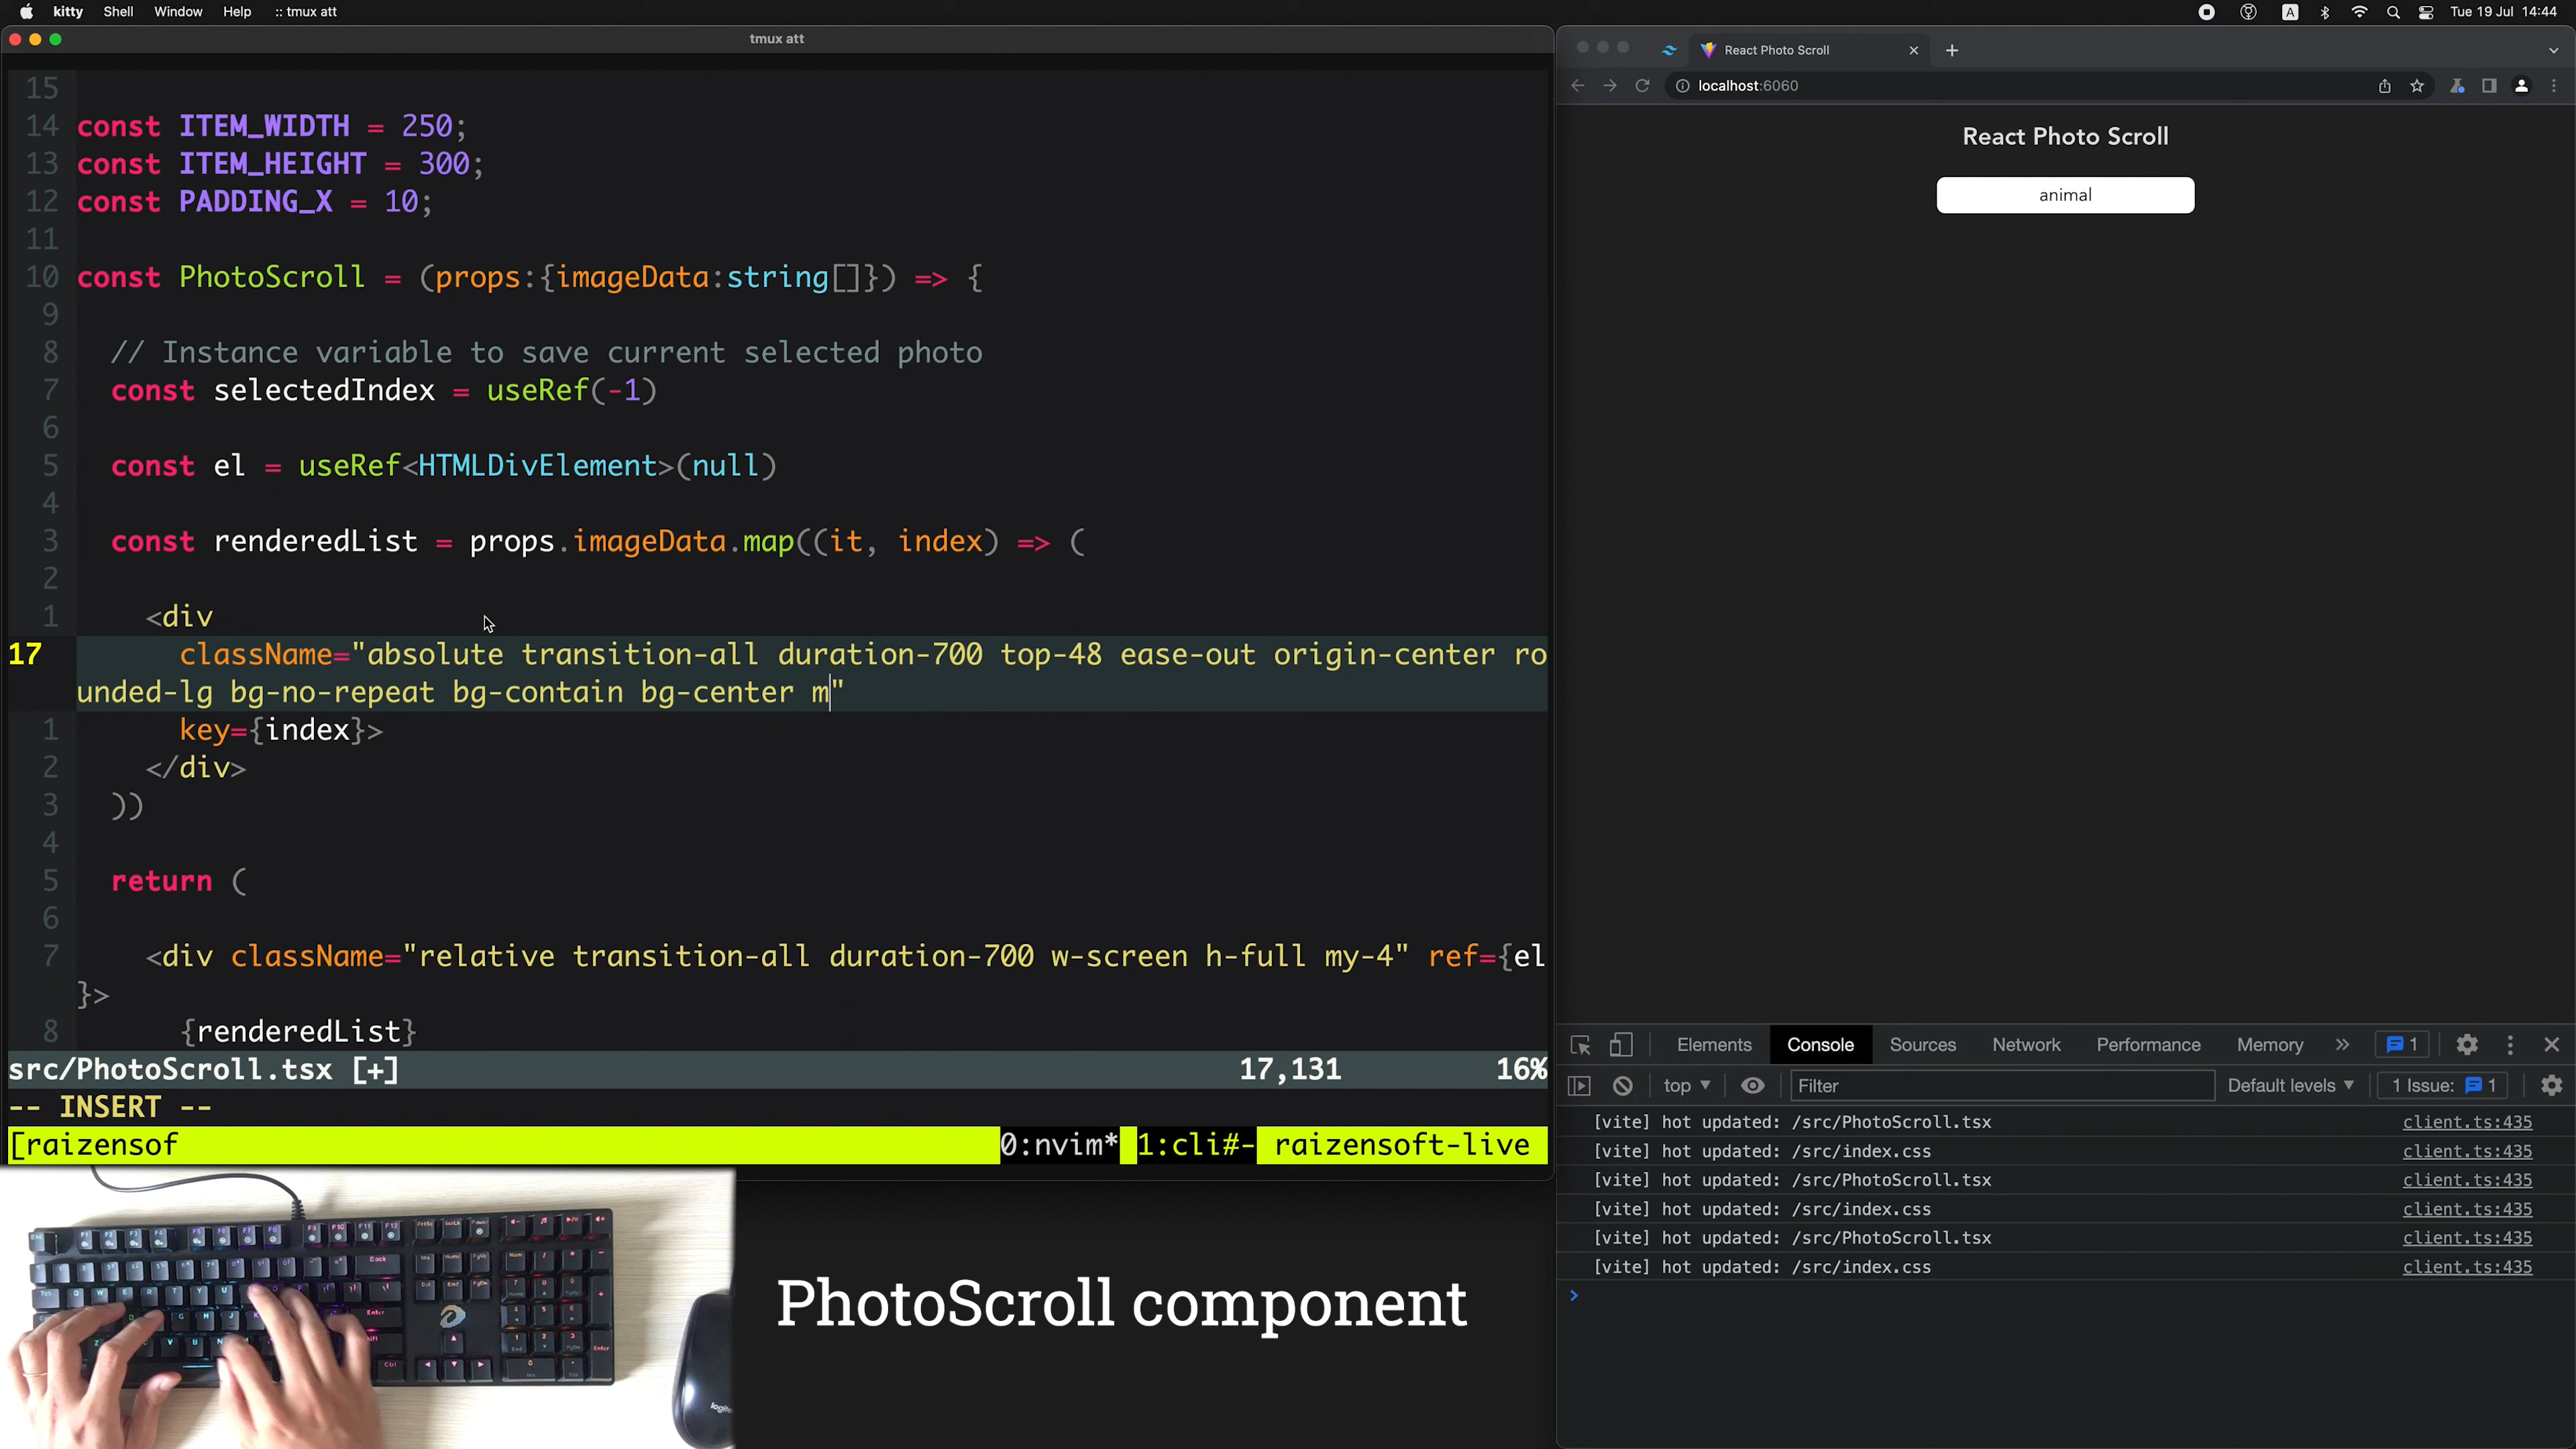 kitty Shell Window Help :: tmux att
A Tue 19 Jul 14:44
tmux att
15
14 const ITEM_WIDTH = 250;
13 const ITEM_HEIGHT = 300;
12 const PADDING_X = 10;
11
10 const PhotoScroll = (props:{imageData:string[]}) => {
9
8 // Instance variable to save current selected photo
7 const selectedIndex = useRef(-1)
6
5 const el = useRef<HTMLDivElement>(null)
4
3 const renderedList = props.imageData.map((it, index) => (
2
1 <div
17 className="absolute transition-all duration-700 top-48 ease-out origin-center ro
unded-lg bg-no-repeat bg-contain bg-center m"
1 key={index}>
2 </div>
3 ))
4
5 return (
6
7 <div className="relative transition-all duration-700 w-screen h-full my-4" ref={el
}>
8 {renderedList}
src/PhotoScroll.tsx [+] 17,131 16%
-- INSERT --
[raizensof 0:nvim* 1:cli#- raizensoft-live
React Photo Scroll
localhost:6060
React Photo Scroll
animal
Elements Console Sources Network Performance Memory 1
top Filter Default levels 1 Issue: 1
[vite] hot updated: /src/PhotoScroll.tsx client.ts:435
[vite] hot updated: /src/index.css client.ts:435
[vite] hot updated: /src/PhotoScroll.tsx client.ts:435
[vite] hot updated: /src/index.css client.ts:435
[vite] hot updated: /src/PhotoScroll.tsx client.ts:435
[vite] hot updated: /src/index.css client.ts:435
PhotoScroll component